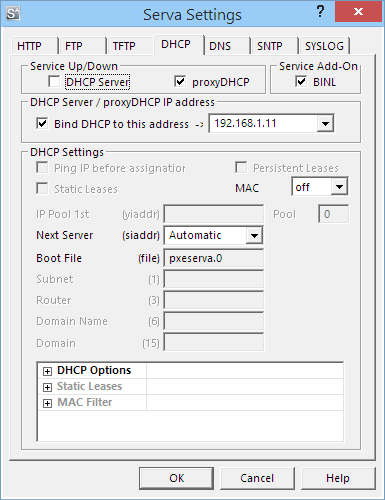 Serva Settings ? X
HTTP FTP TFTP DHCP DNS SNTP SYSLOG
Service Up/Down Service Add-On
DHCP Server proxyDHCP BINL
DHCP Server / proxyDHCP IP address
Bind DHCP to this address -> 192.168.1.11
DHCP Settings
Ping IP before assignatior Persistent Leases
Static Leases MAC off
IP Pool 1st (yiaddr) Pool 0
Next Server (siaddr) Automatic
Boot File (file) pxeserva.0
Subnet (1)
Router (3)
Domain Name (6)
Domain (15)
DHCP Options
Static Leases
MAC Filter
OK Cancel Help